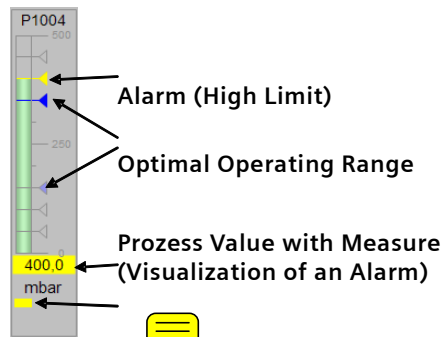 P1004
500
Alarm (High Limit)
250
Optimal Operating Range
0
Prozess Value with Measure
400,0
(Visualization of an Alarm)
mbar